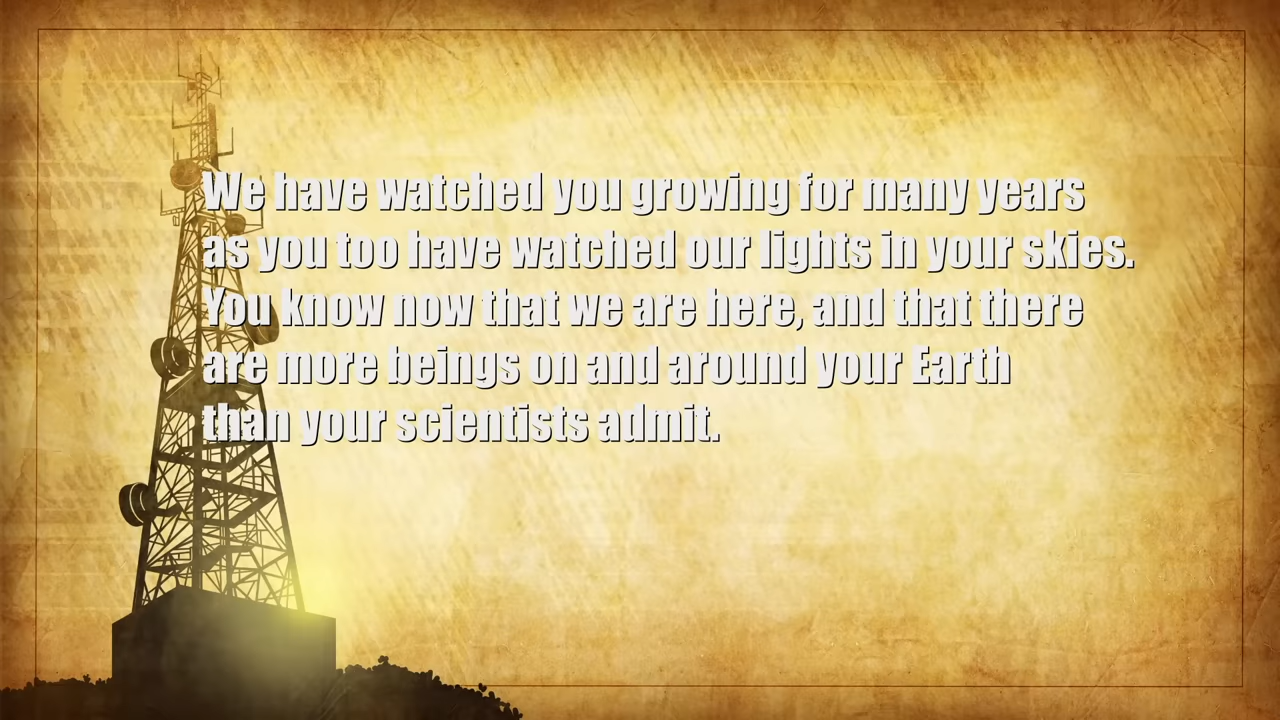 We have watched you growing for many years
as you too have watched our lights in your skies.
You know now that we are here, and that there
are more beings on and around your Earth
than your scientists admit.